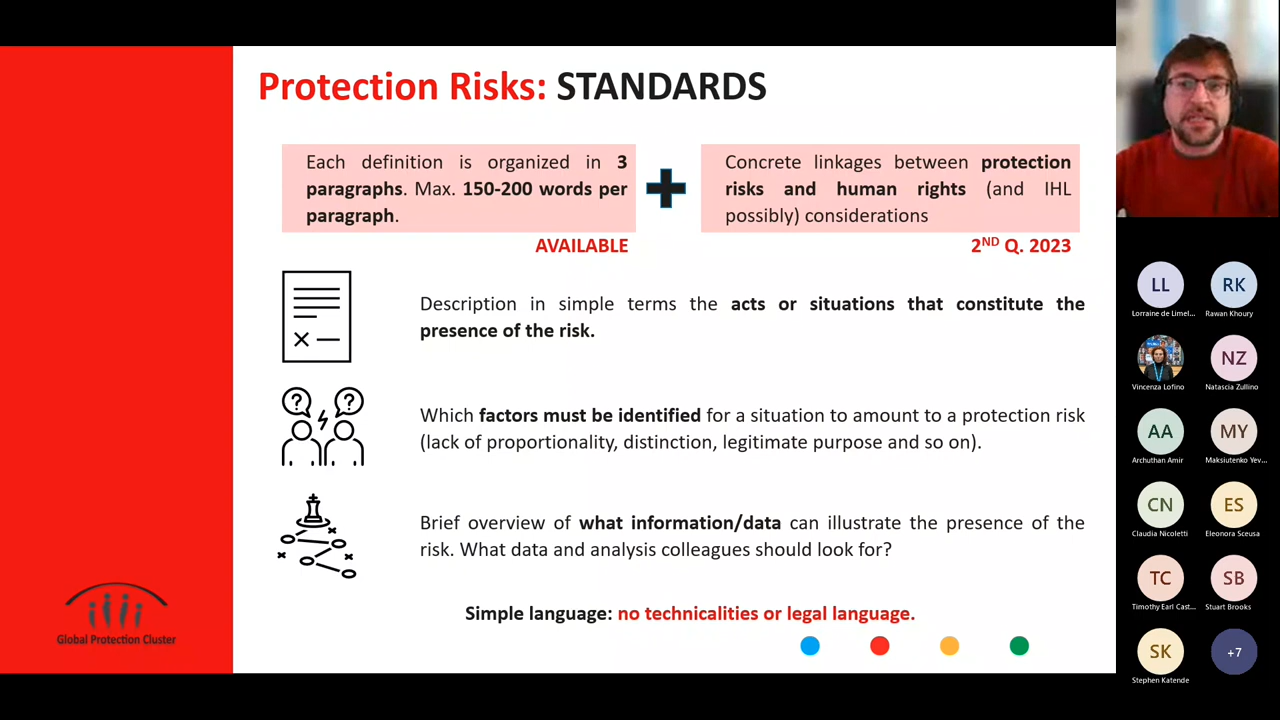 Protection Risks: STANDARDS
Each definition is organized in 3
paragraphs. Max. 150-200 words per
paragraph.
AVAILABLE
Concrete linkages between protection
risks and human rights (and IHL
possibly) considerations
2ND Q. 2023
Description in simple terms the acts or situations that constitute the
presence of the risk.
? ?
Which factors must be identified for a situation to amount to a protection risk
(lack of proportionality, distinction, legitimate purpose and so on).
Brief overview of what information/data can illustrate the presence of the
risk. What data and analysis colleagues should look for?
Simple language: no technicalities or legal language.
Global Protection Cluster
LL RK
Lorraine de Limel... Rawan Khoury
NZ
Vincenza Lofino Natascia Zullino
AA MY
Archuthan Amir Maksiutenko Yev...
CN ES
Claudia Nicoletti Eleonora Sceusa
TC SB
Timothy Earl Cast... Stuart Brooks
SK +7
Stephen Katende